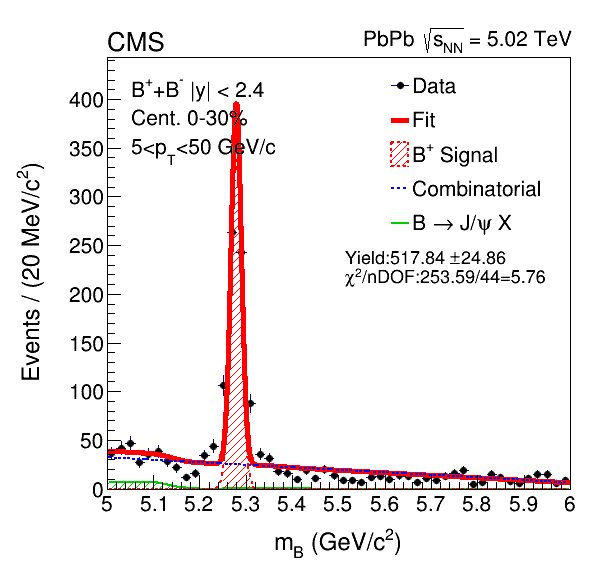 CMS
PbPb √s_NN = 5.02 TeV
B⁺+B⁻ |y| < 2.4
Cent. 0-30%
5<p_T<50 GeV/c
Data
Fit
B⁺ Signal
Combinatorial
B → J/ψ X
Yield:517.84 ±24.86
χ²/nDOF:253.59/44=5.76
Events / (20 MeV/c²)
400
350
300
250
200
150
100
50
0
5 5.1 5.2 5.3 5.4 5.5 5.6 5.7 5.8 5.9 6
m_B (GeV/c²)